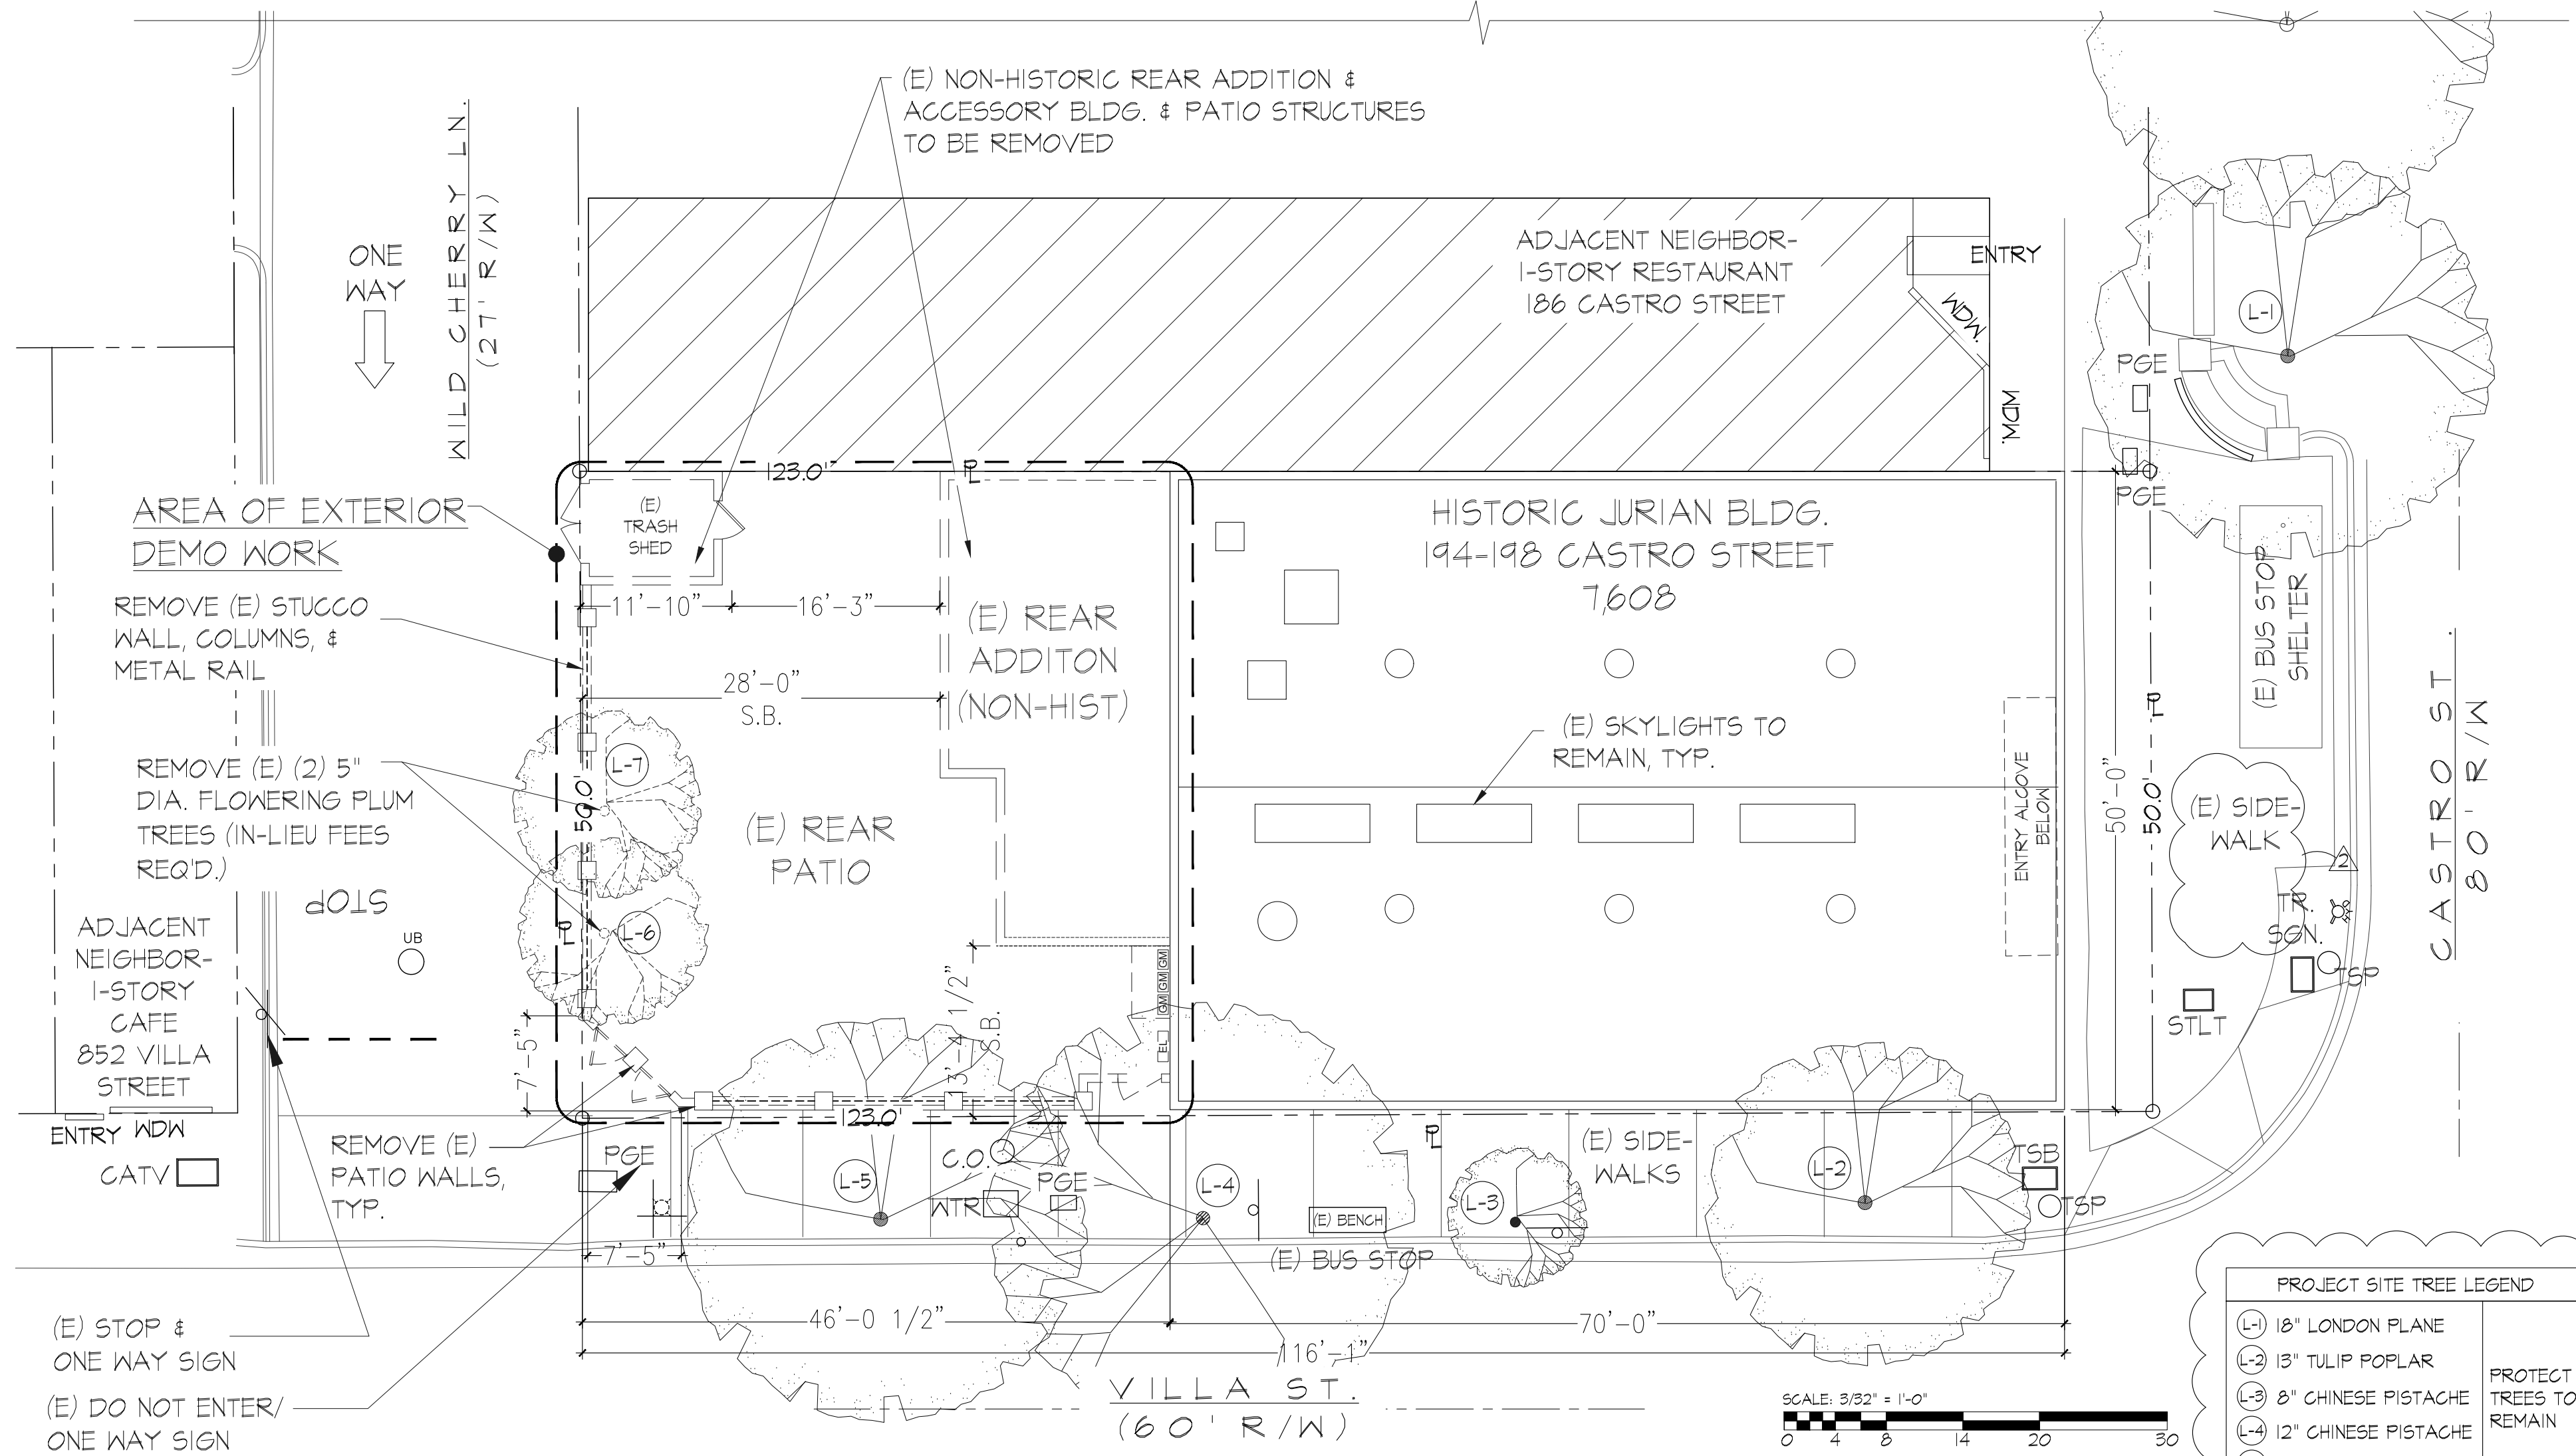 (E) NON-HISTORIC REAR ADDITION &
ACCESSORY BLDG. & PATIO STRUCTURES
TO BE REMOVED
WILD CHERRY LN.
(27' R/W)
ONE
WAY
ADJACENT NEIGHBOR-
1-STORY RESTAURANT
186 CASTRO STREET
ENTRY
WDW.
WDW.
L-1
PGE
PGE
123.0'
PL
AREA OF EXTERIOR
DEMO WORK
(E)
TRASH
SHED
HISTORIC JURIAN BLDG.
194-198 CASTRO STREET
7,608
REMOVE (E) STUCCO
WALL, COLUMNS, &
METAL RAIL
11'-10"
16'-3"
(E) REAR
ADDITON
(NON-HIST)
28'-0"
S.B.
(E) BUS STOP
SHELTER
CASTRO ST.
80' R/W
PL
(E) SKYLIGHTS TO
REMAIN, TYP.
REMOVE (E) (2) 5"
DIA. FLOWERING PLUM
TREES (IN-LIEU FEES
REQ'D.)
L-7
50.0'
(E) REAR
PATIO
ENTRY ALCOVE
BELOW
50'-0"
50.0'
(E) SIDE-
WALK
2
STOP
UB
PL
L-6
TR.
SGN.
TSP
STLT
ADJACENT
NEIGHBOR-
1-STORY
CAFE
852 VILLA
STREET
ENTRY WDW
CATV
7'-5"
13'-4 1/2"
S.B.
GM GM GM
EL
123.0'
REMOVE (E)
PATIO WALLS,
TYP.
PGE
L-5
C.O.
WTR
PGE
L-4
(E) BENCH
(E) BUS STOP
PL
L-3
(E) SIDE-
WALKS
L-2
TSB
TSP
7'-5"
46'-0 1/2"
70'-0"
116'-1"
(E) STOP &
ONE WAY SIGN
(E) DO NOT ENTER/
ONE WAY SIGN
VILLA ST.
(60' R/W)
SCALE: 3/32" = 1'-0"
0 4 8 14 20 30
PROJECT SITE TREE LEGEND
L-1 18" LONDON PLANE
L-2 13" TULIP POPLAR
L-3 8" CHINESE PISTACHE
L-4 12" CHINESE PISTACHE
PROTECT
TREES TO
REMAIN